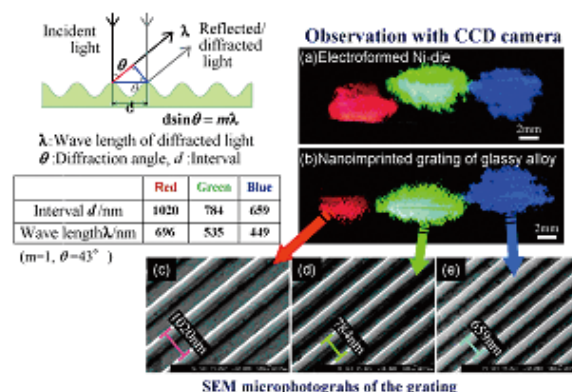 Incident
light
λ
Reflected/
diffracted
light
θ
θ
d
dsinθ=mλ
λ:Wave length of diffracted light
θ:Diffraction angle, d:Interval
Red Green Blue
Interval d/nm 1020 784 659
Wave lengthλ/nm 696 535 449
(m=1, θ=43°)
Observation with CCD camera
(a)Electroformed Ni-die
2mm
(b)Nanoimprinted grating of glassy alloy
2mm
(c)
1020nm
(d)
784nm
(e)
659nm
SEM microphotograhs of the grating